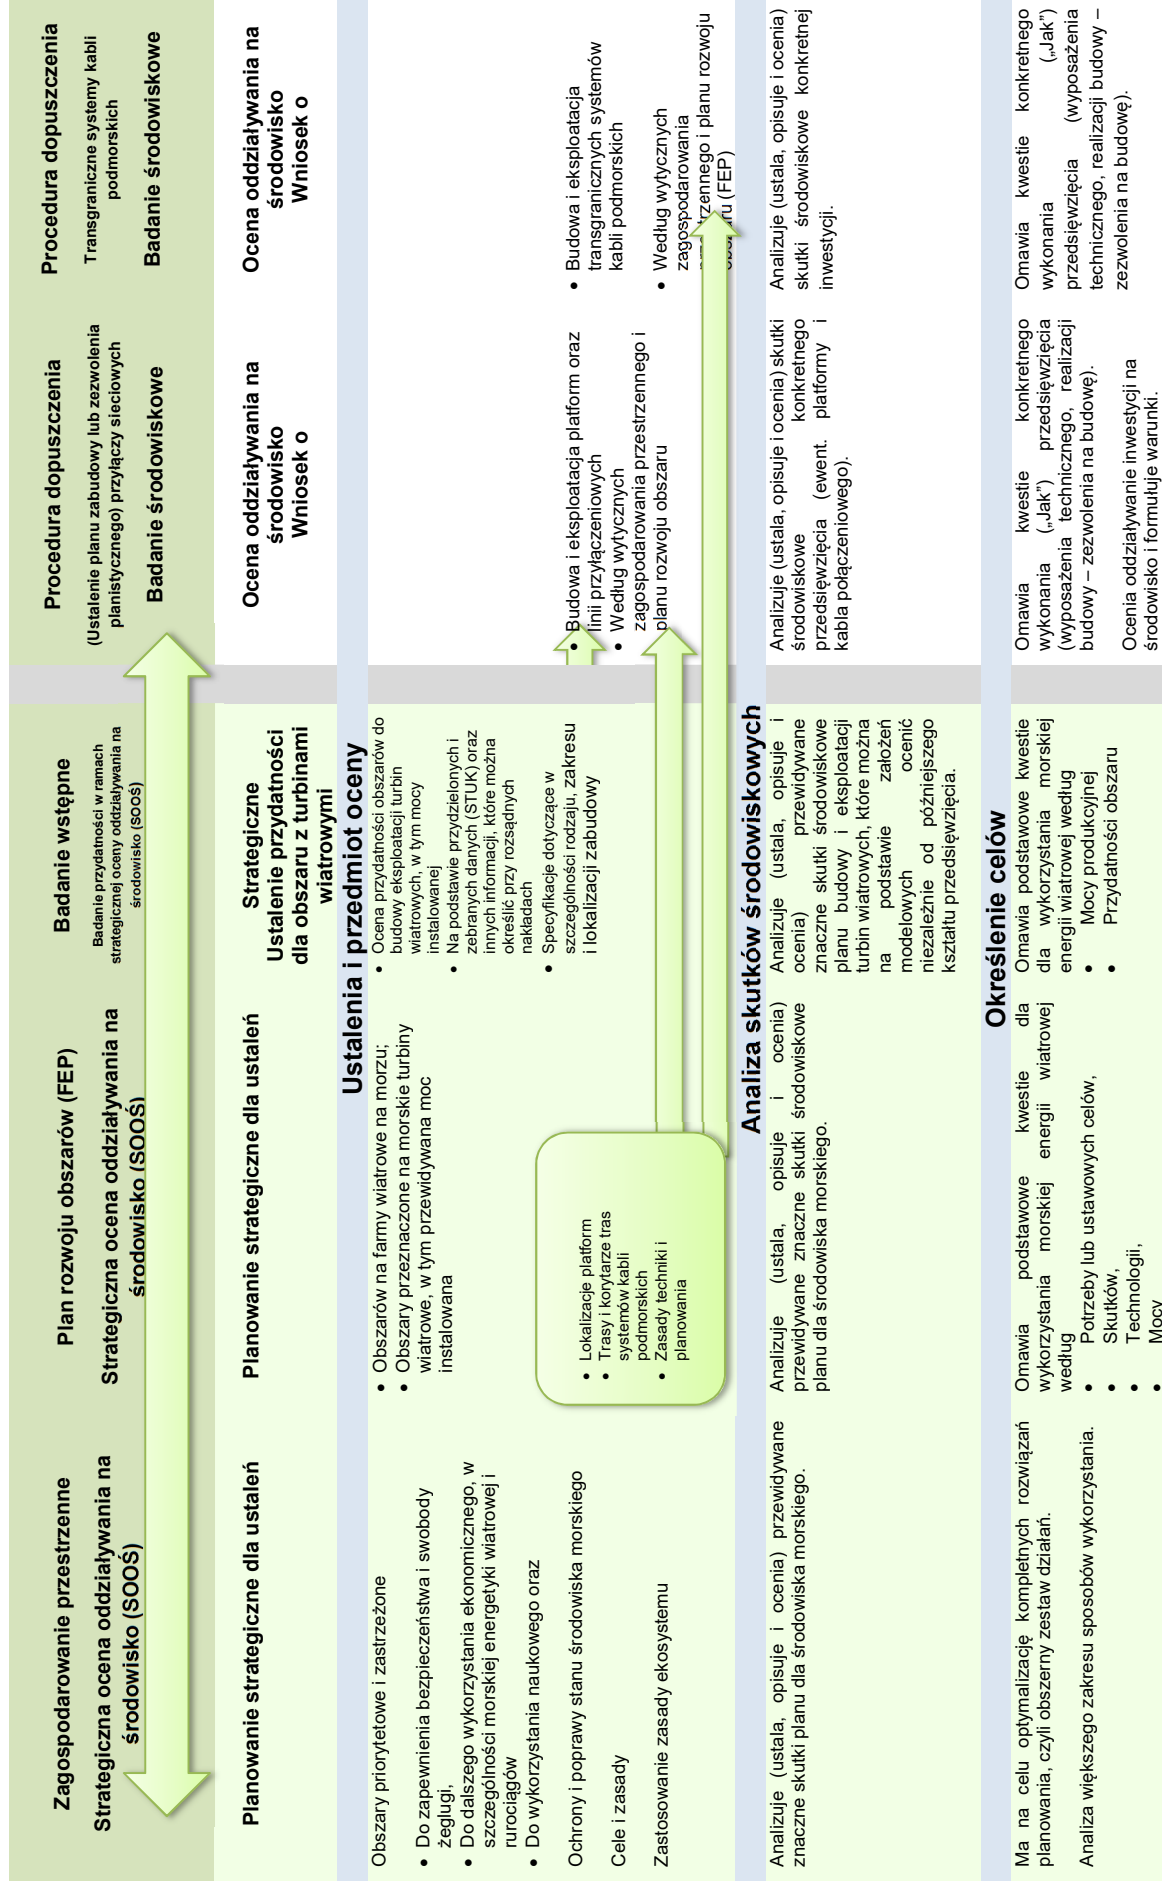 Zagospodarowanie przestrzenne
Strategiczna ocena oddziaływania na
środowisko (SOOŚ)
Plan rozwoju obszarów (FEP)
Strategiczna ocena oddziaływania na
środowisko (SOOŚ)
Badanie wstępne
Badanie przydatności w ramach
strategicznej oceny oddziaływania na
środowisko (SOOŚ)
Procedura dopuszczenia
(Ustalenie planu zabudowy lub zezwolenia
planistycznego) przyłączy sieciowych
Badanie środowiskowe
Procedura dopuszczenia
Transgraniczne systemy kabli
podmorskich
Badanie środowiskowe
Planowanie strategiczne dla ustaleń
Planowanie strategiczne dla ustaleń
Strategiczne
Ustalenie przydatności
dla obszaru z turbinami
wiatrowymi
Ocena oddziaływania na
środowisko
Wniosek o
Ocena oddziaływania na
środowisko
Wniosek o
Ustalenia i przedmiot oceny
Obszary priorytetowe i zastrzeżone
• Do zapewnienia bezpieczeństwa i swobody
żeglugi,
• Do dalszego wykorzystania ekonomicznego, w
szczególności morskiej energetyki wiatrowej i
rurociągów
• Do wykorzystania naukowego oraz
Ochrony i poprawy stanu środowiska morskiego
Cele i zasady
Zastosowanie zasady ekosystemu
• Obszarów na farmy wiatrowe na morzu;
• Obszary przeznaczone na morskie turbiny
wiatrowe, w tym przewidywana moc
instalowana
• Lokalizacje platform
• Trasy i korytarze tras
systemów kabli
podmorskich
• Zasady techniki i
planowania
• Ocena przydatności obszarów do
budowy eksploatacji turbin
wiatrowych, w tym mocy
instalowanej
• Na podstawie przydzielonych i
zebranych danych (STUK) oraz
innych informacji, które można
określić przy rozsądnych
nakładach
• Specyfikacje dotyczące w
szczególności rodzaju, zakresu
i lokalizacji zabudowy
• Budowa i eksploatacja platform oraz
linii przyłączeniowych
• Według wytycznych
zagospodarowania przestrzennego i
planu rozwoju obszaru
• Budowa i eksploatacja
transgranicznych systemów
kabli podmorskich
• Według wytycznych
zagospodarowania
przestrzennego i planu rozwoju
obszaru (FEP)
Analiza skutków środowiskowych
Analizuje (ustala, opisuje i ocenia) przewidywane
znaczne skutki planu dla środowiska morskiego.
Analizuje (ustala, opisuje i ocenia)
przewidywane znaczne skutki środowiskowe
planu dla środowiska morskiego.
Analizuje (ustala, opisuje i
ocenia) przewidywane
znaczne skutki środowiskowe
planu budowy i eksploatacji
turbin wiatrowych, które można
na podstawie założeń
modelowych ocenić
niezależnie od późniejszego
kształtu przedsięwzięcia.
Analizuje (ustala, opisuje i ocenia) skutki
środowiskowe konkretnego
przedsięwzięcia (ewent. platformy i
kabla połączeniowego).
Analizuje (ustala, opisuje i ocenia)
skutki środowiskowe konkretnej
inwestycji.
Określenie celów
Ma na celu optymalizację kompletnych rozwiązań
planowania, czyli obszerny zestaw działań.
Analiza większego zakresu sposobów wykorzystania.
Omawia podstawowe kwestie dla
wykorzystania morskiej energii wiatrowej
według
• Potrzeby lub ustawowych celów,
• Skutków,
• Technologii,
• Mocy
Omawia podstawowe kwestie
dla wykorzystania morskiej
energii wiatrowej według
• Mocy produkcyjnej
• Przydatności obszaru
Omawia kwestie konkretnego
wykonania („Jak”) przedsięwzięcia
(wyposażenia technicznego, realizacji
budowy – zezwolenia na budowę).
Ocenia oddziaływanie inwestycji na
środowisko i formułuje warunki.
Omawia kwestie konkretnego
wykonania („Jak”)
przedsięwzięcia (wyposażenia
technicznego, realizacji budowy –
zezwolenia na budowę).